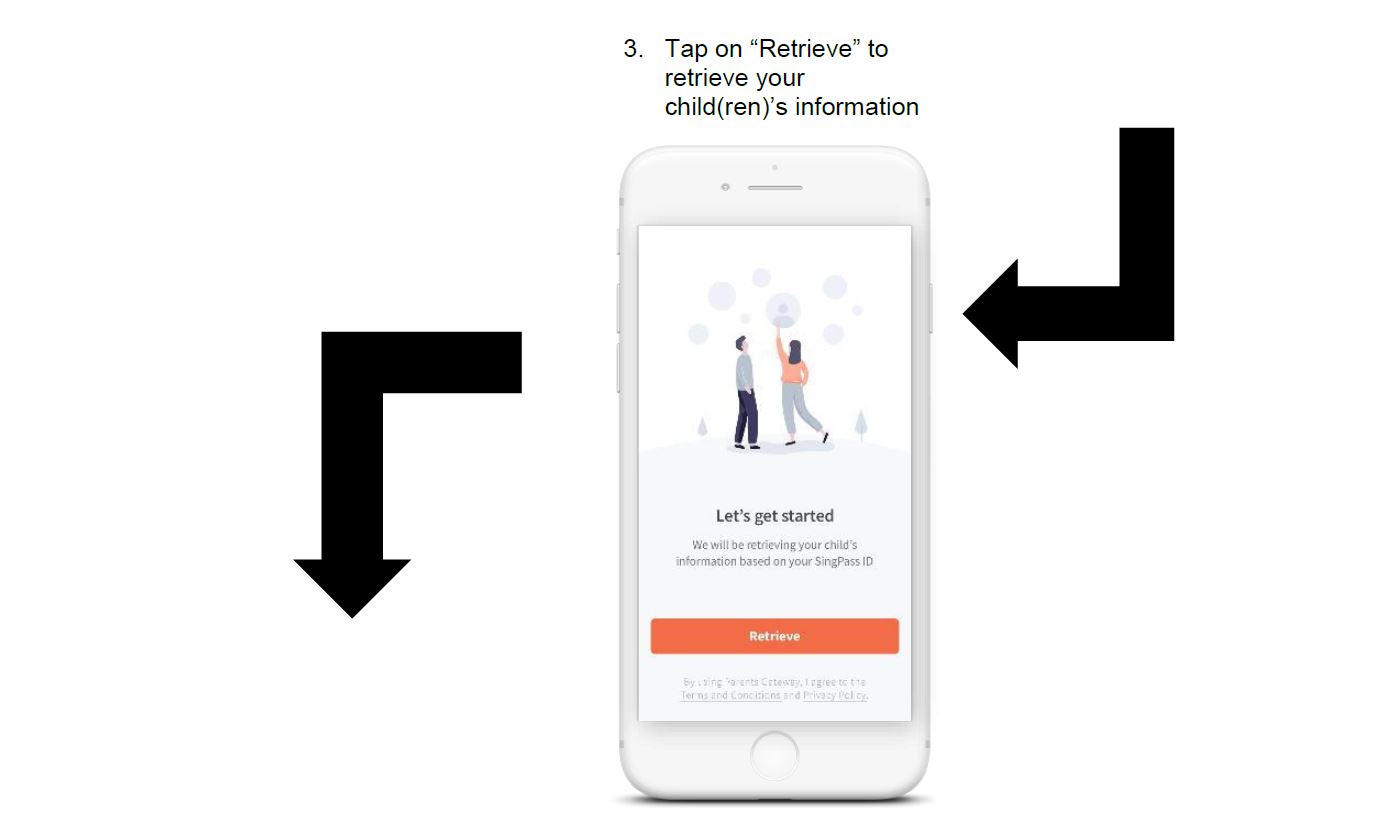 3. Tap on “Retrieve” to
retrieve your
child(ren)’s information
Let’s get started
We will be retrieving your child’s
information based on your SingPass ID
Retrieve
By using Parents Gateway, I agree to the
Terms and Conditions and Privacy Policy.